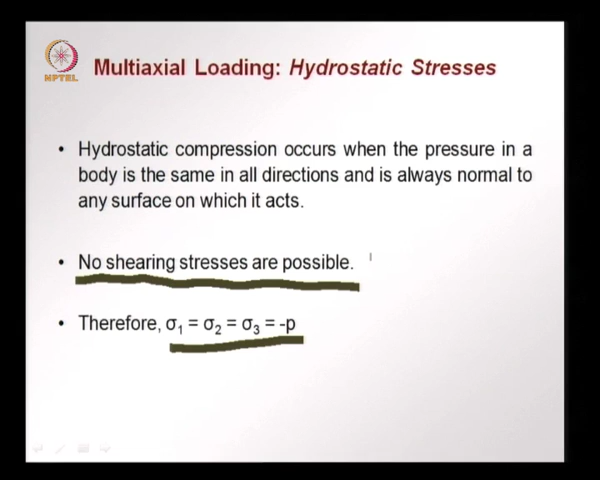 NPTEL
Multiaxial Loading: Hydrostatic Stresses
• Hydrostatic compression occurs when the pressure in a
body is the same in all directions and is always normal to
any surface on which it acts.
• No shearing stresses are possible.
• Therefore, σ₁ = σ₂ = σ₃ = -p